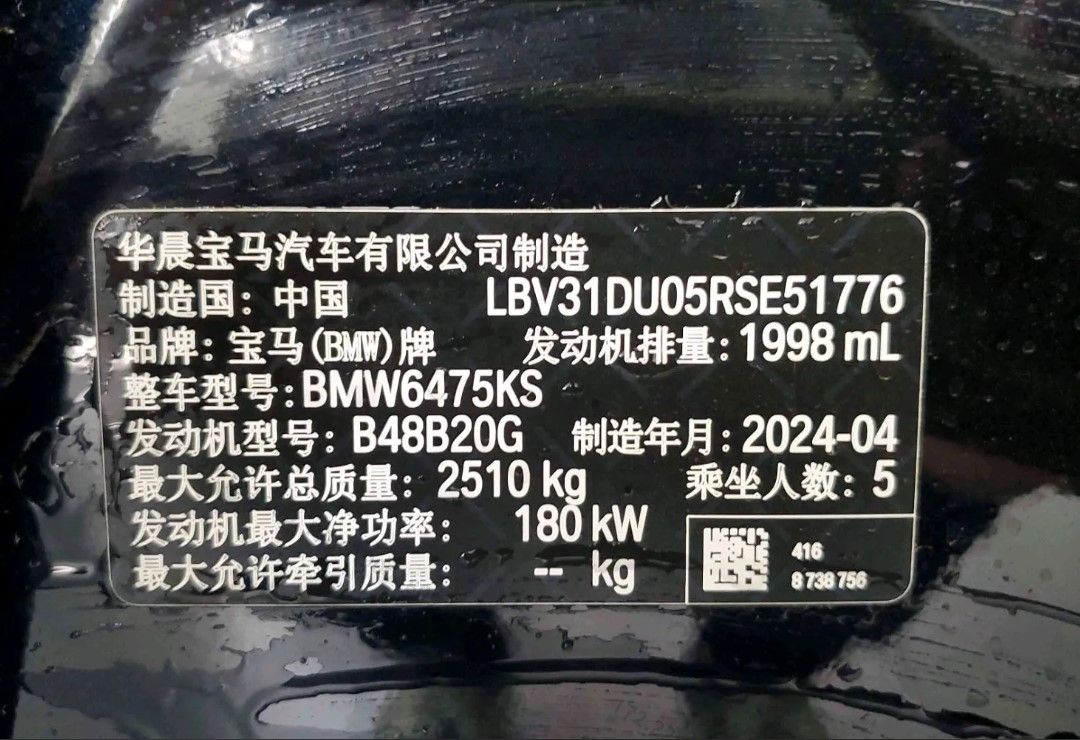 华晨宝马汽车有限公司制造
制造国：中国 LBV31DU05RSE51776
品牌：宝马(BMW)牌 发动机排量：1998 mL
整车型号：BMW6475KS
发动机型号：B48B20G 制造年月：2024-04
最大允许总质量：2510 kg 乘坐人数：5
发动机最大净功率：180 kW
最大允许牵引质量：-- kg
416
8 738 756